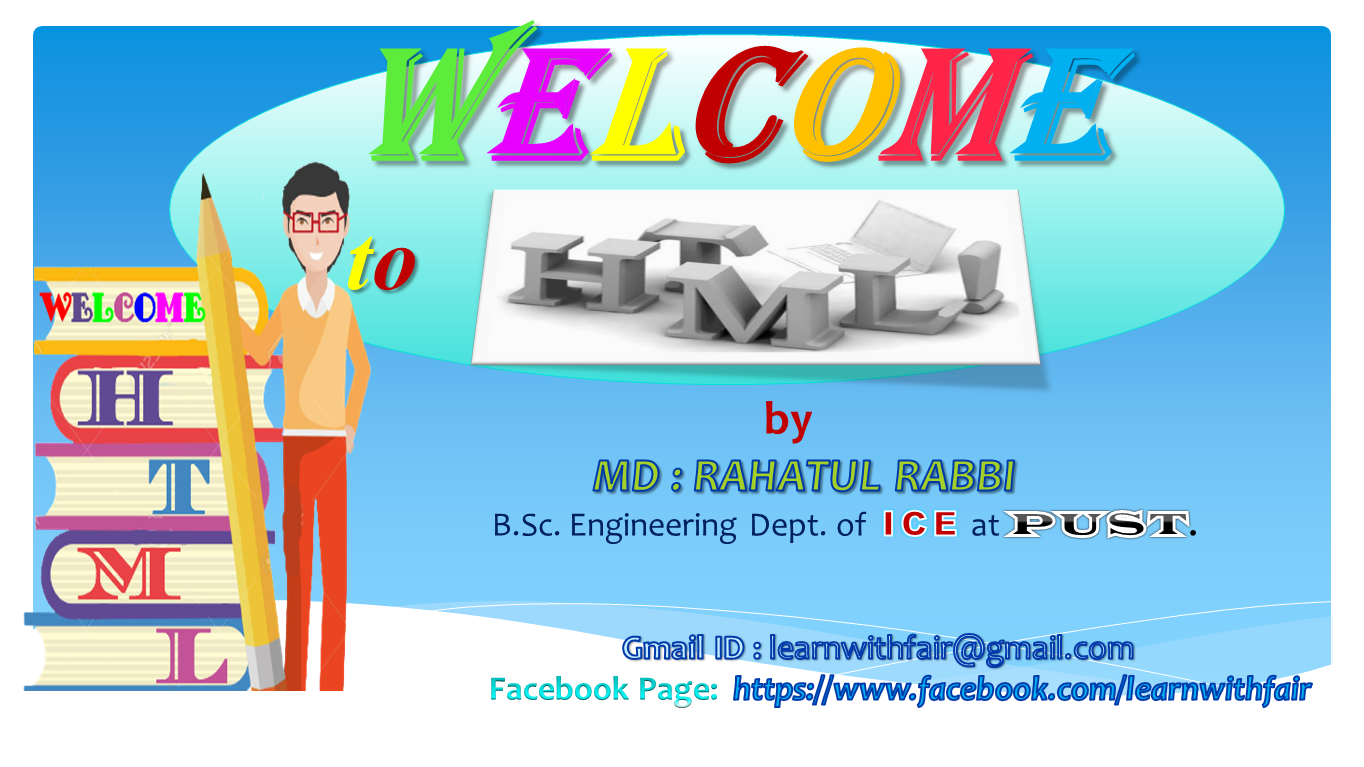 WELCOME
to
HTML!
WELCOME
H
T
M
L
by
MD : RAHATUL RABBI
B.Sc. Engineering Dept. of ICE at PUST.
Gmail ID : learnwithfair@gmail.com
Facebook Page: https://www.facebook.com/learnwithfair